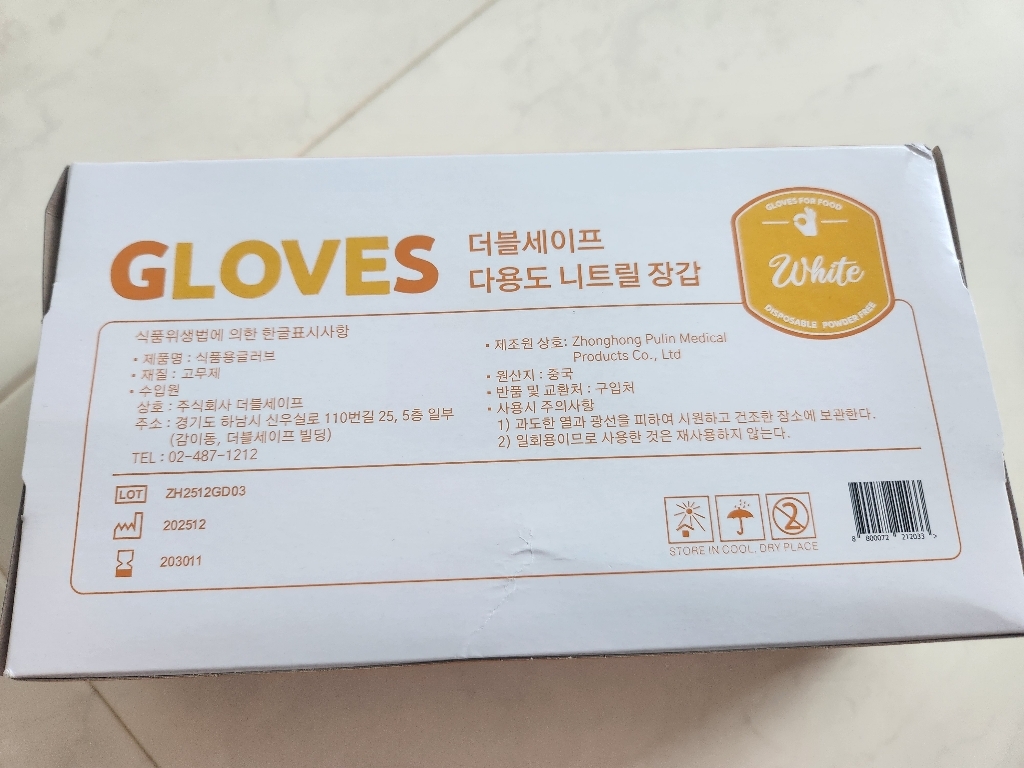 GLOVES
더블세이프
다용도 니트릴 장갑
GLOVES FOR FOOD
White
DISPOSABLE POWDER FREE
식품위생법에 의한 한글표시사항
• 제품명 : 식품용글러브
• 재질 : 고무제
• 수입원
상호 : 주식회사 더블세이프
주소 : 경기도 하남시 신우실로 110번길 25, 5층 일부
(감이동, 더블세이프 빌딩)
TEL : 02-487-1212
• 제조원 상호: Zhonghong Pulin Medical
Products Co., Ltd
• 원산지 : 중국
• 반품 및 교환처 : 구입처
• 사용시 주의사항
1) 과도한 열과 광선을 피하여 시원하고 건조한 장소에 보관한다.
2) 일회용이므로 사용한 것은 재사용하지 않는다.
LOT ZH2512GD03
202512
203011
2
STORE IN COOL, DRY PLACE
8 800072 212033 >